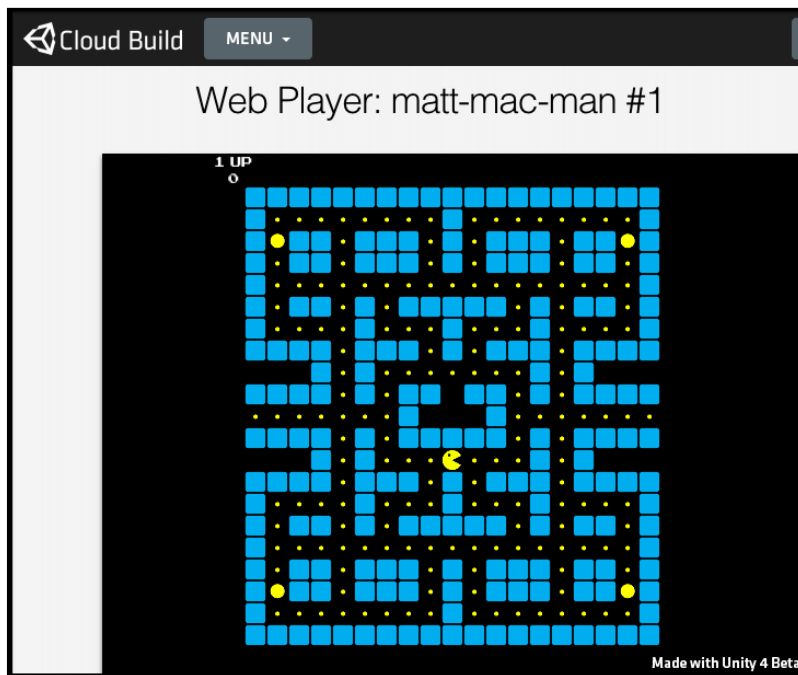 Cloud Build MENU
Web Player: matt-mac-man #1
1 UP
0
Made with Unity 4 Beta